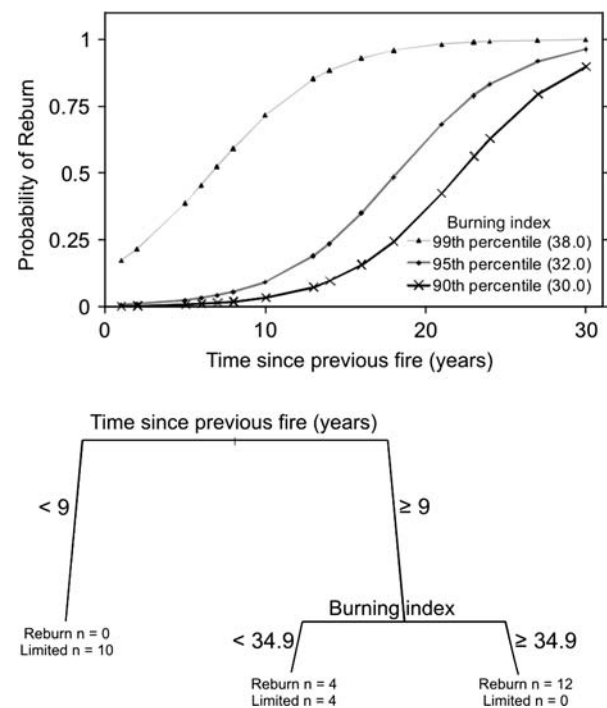 1
0.75
0.5
0.25
0
Probability of Reburn
Burning index
99th percentile (38.0)
95th percentile (32.0)
90th percentile (30.0)
0 10 20 30
Time since previous fire (years)
Time since previous fire (years)
< 9
≥ 9
Reburn n = 0
Limited n = 10
Burning index
< 34.9
≥ 34.9
Reburn n = 4
Limited n = 4
Reburn n = 12
Limited n = 0